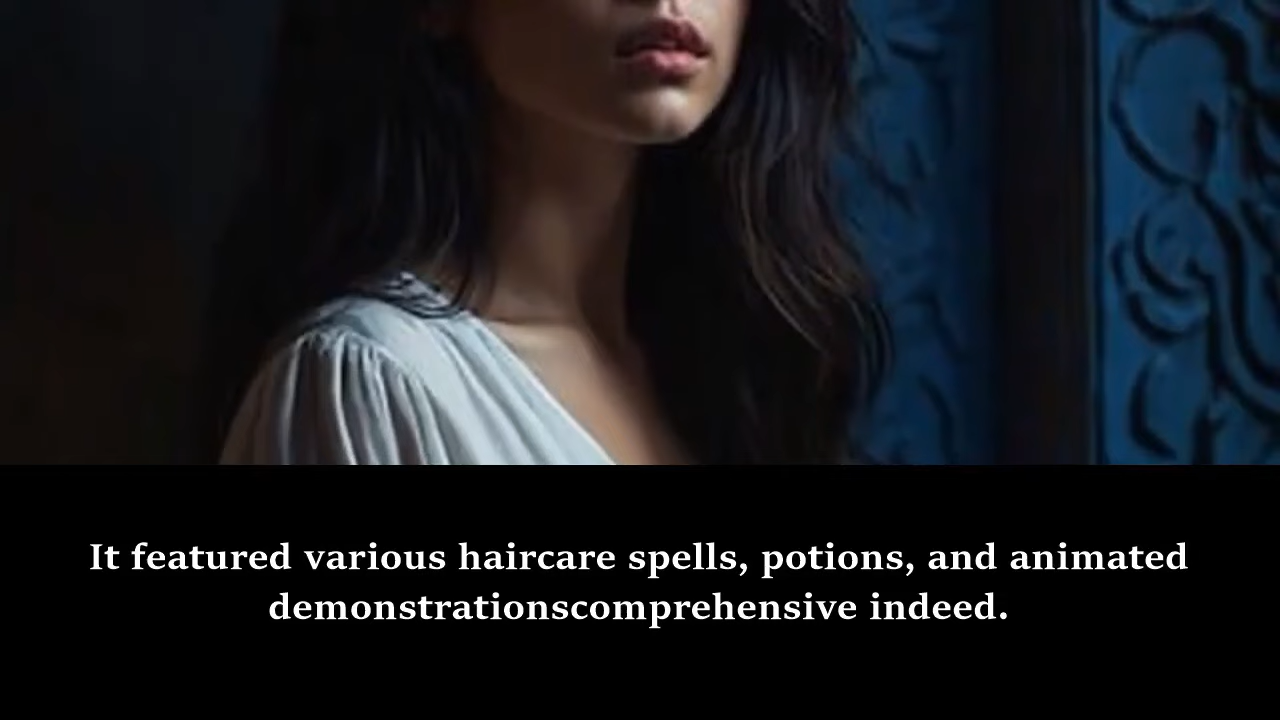 It featured various haircare spells, potions, and animated
demonstrationscomprehensive indeed.